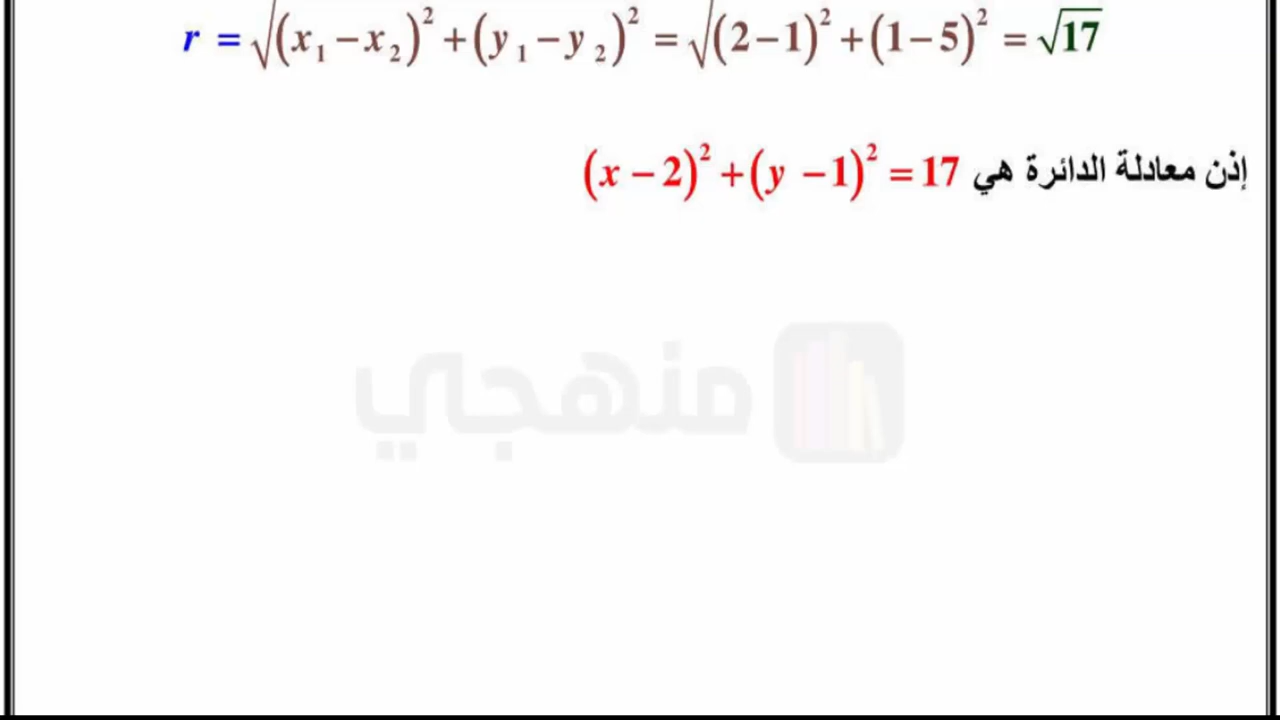 r = √(x₁ − x₂)² + (y₁ − y₂)² = √(2 − 1)² + (1 − 5)² = √17
إذن معادلة الدائرة هي (x − 2)² + (y − 1)² = 17
منهجي